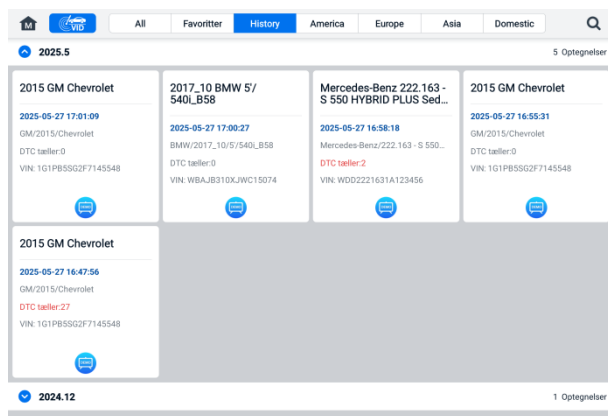 M VID All Favoritter History America Europe Asia Domestic
2025.5 5 Optegnelser
2015 GM Chevrolet
2025-05-27 17:01:09
GM/2015/Chevrolet
DTC tæller:0
VIN: 1G1PB5SG2F7145548
2017_10 BMW 5'/
540i_B58
2025-05-27 17:00:27
BMW/2017_10/5'/540i_B58
DTC tæller:0
VIN: WBAJB310XJWC15074
Mercedes-Benz 222.163 -
S 550 HYBRID PLUS Sed...
2025-05-27 16:58:18
Mercedes-Benz/222.163 - S 550...
DTC tæller:2
VIN: WDD2221631A123456
2015 GM Chevrolet
2025-05-27 16:55:31
GM/2015/Chevrolet
DTC tæller:0
VIN: 1G1PB5SG2F7145548
2015 GM Chevrolet
2025-05-27 16:47:56
GM/2015/Chevrolet
DTC tæller:27
VIN: 1G1PB5SG2F7145548
2024.12 1 Optegnelser